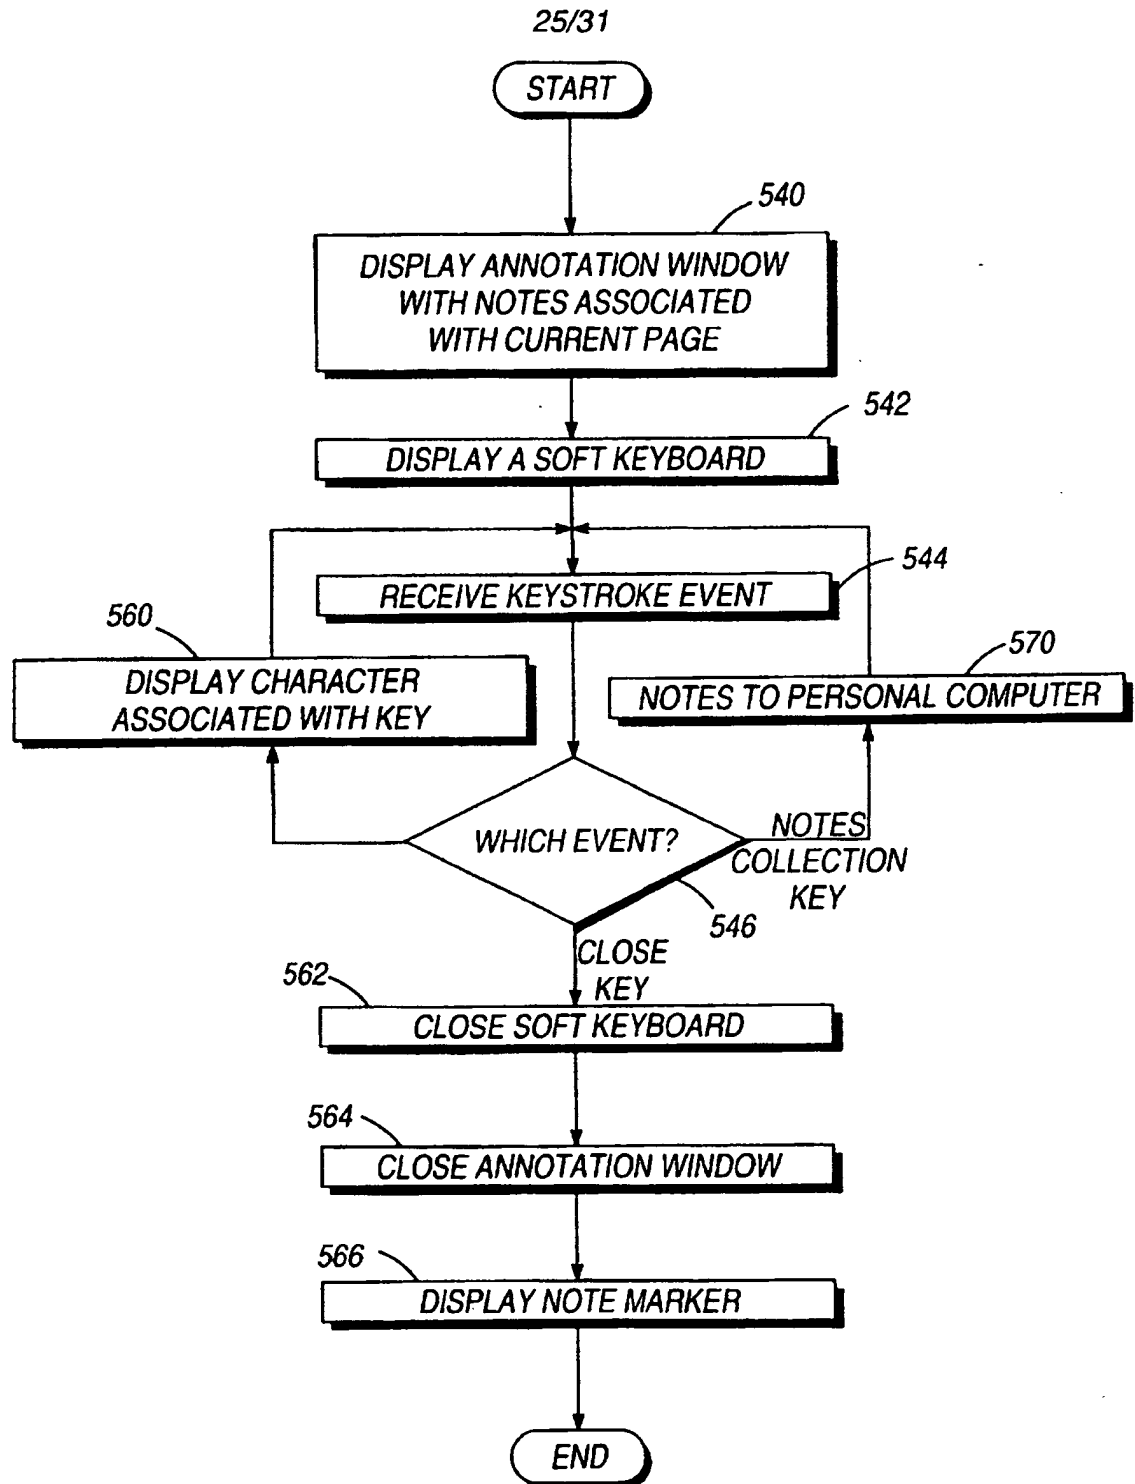 25/31
START
540
DISPLAY ANNOTATION WINDOW
WITH NOTES ASSOCIATED
WITH CURRENT PAGE
542
DISPLAY A SOFT KEYBOARD
544
RECEIVE KEYSTROKE EVENT
560
DISPLAY CHARACTER
ASSOCIATED WITH KEY
570
NOTES TO PERSONAL COMPUTER
WHICH EVENT?
NOTES
COLLECTION
KEY
546
CLOSE
KEY
562
CLOSE SOFT KEYBOARD
564
CLOSE ANNOTATION WINDOW
566
DISPLAY NOTE MARKER
END